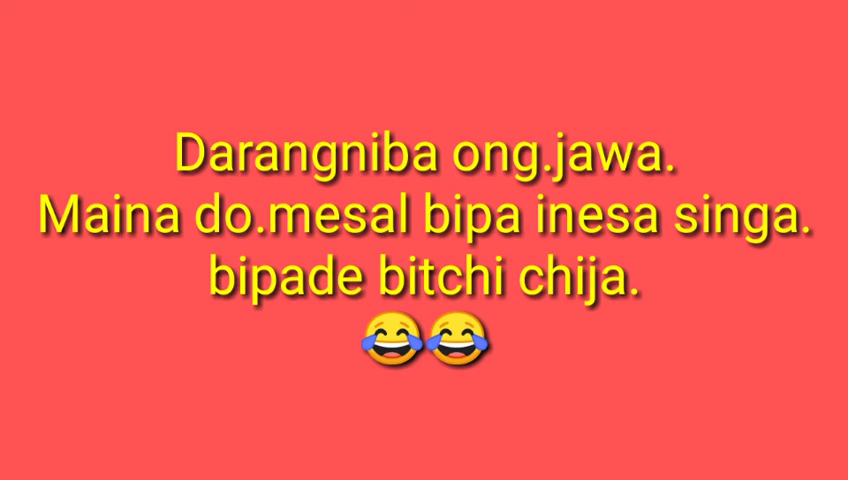 Darangniba ong.jawa.
Maina do.mesal bipa inesa singa.
bipade bitchi chija.
😂😂